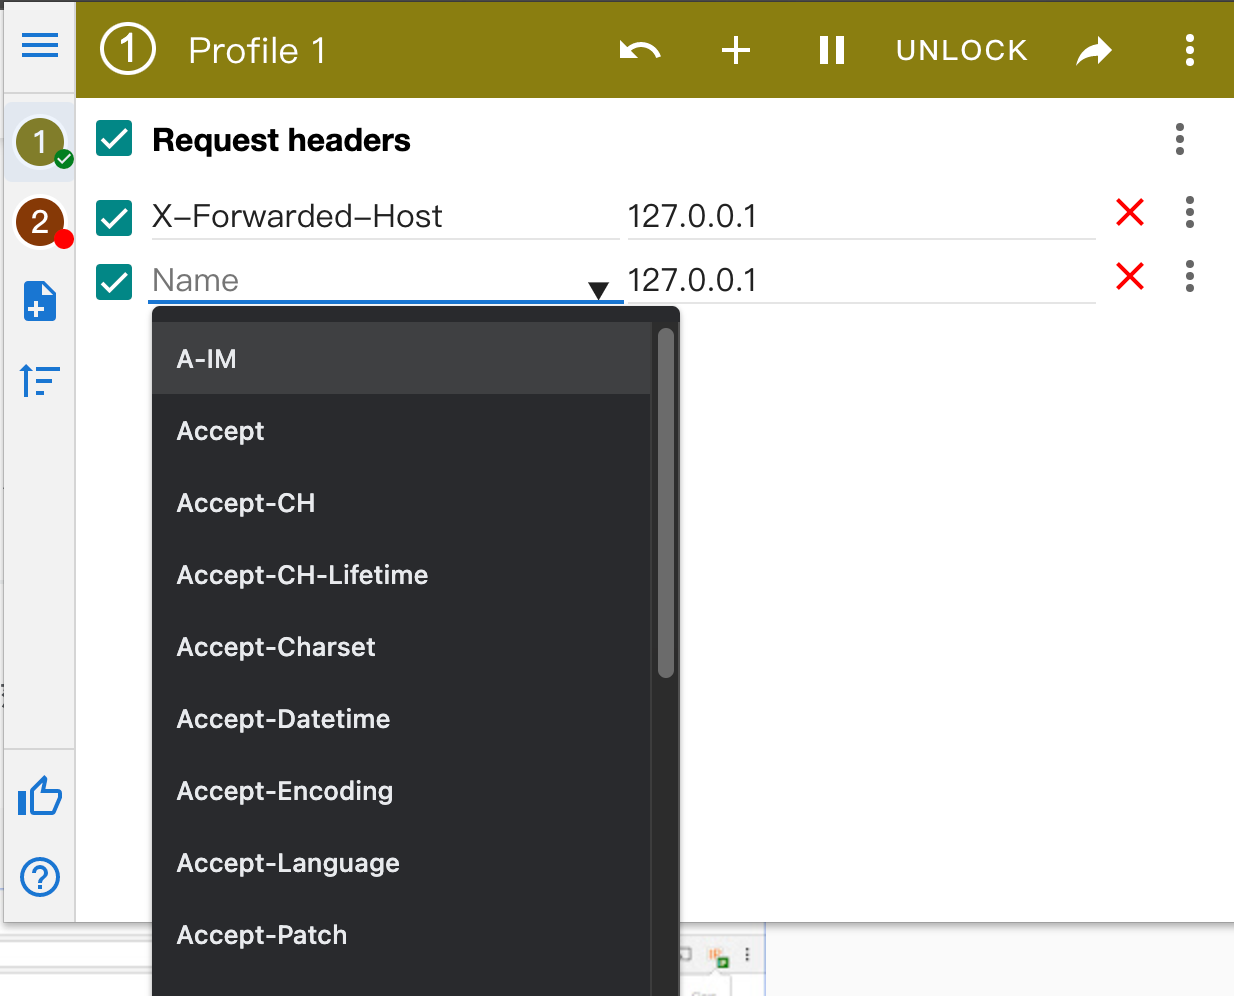 1 Profile 1 UNLOCK
1 Request headers
X-Forwarded-Host 127.0.0.1
2
Name 127.0.0.1
A-IM
Accept
Accept-CH
Accept-CH-Lifetime
Accept-Charset
Accept-Datetime
Accept-Encoding
Accept-Language
Accept-Patch